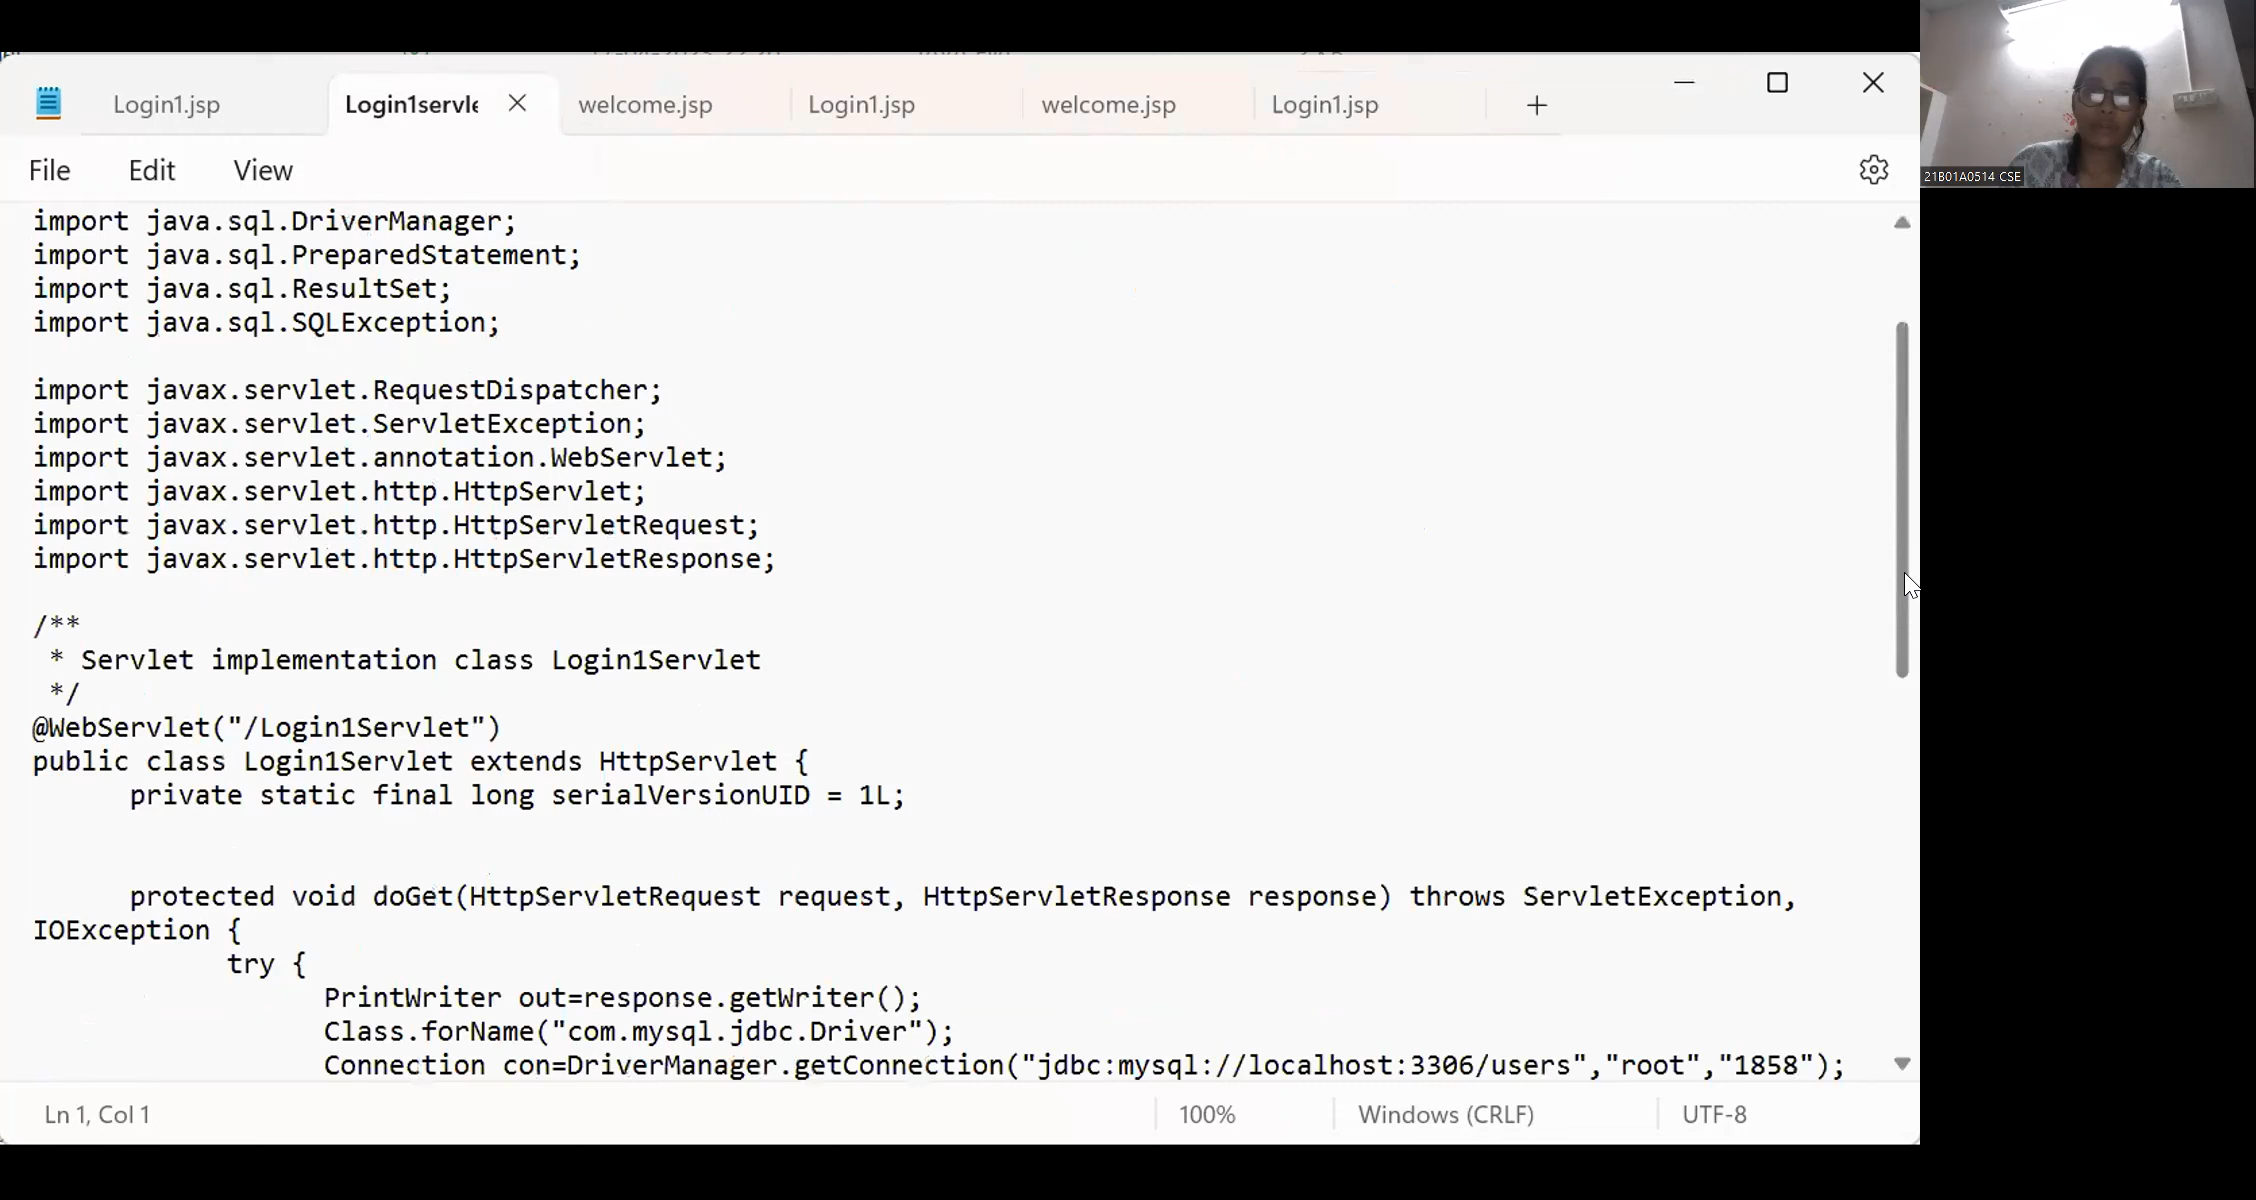 Login1.jsp
Login1servle
welcome.jsp
Login1.jsp
welcome.jsp
Login1.jsp
File Edit View
import java.sql.DriverManager;
import java.sql.PreparedStatement;
import java.sql.ResultSet;
import java.sql.SQLException;
import javax.servlet.RequestDispatcher;
import javax.servlet.ServletException;
import javax.servlet.annotation.WebServlet;
import javax.servlet.http.HttpServlet;
import javax.servlet.http.HttpServletRequest;
import javax.servlet.http.HttpServletResponse;
/**
* Servlet implementation class Login1Servlet
*/
@WebServlet("/Login1Servlet")
public class Login1Servlet extends HttpServlet {
private static final long serialVersionUID = 1L;
protected void doGet(HttpServletRequest request, HttpServletResponse response) throws ServletException,
IOException {
try {
PrintWriter out=response.getWriter();
Class.forName("com.mysql.jdbc.Driver");
Connection con=DriverManager.getConnection("jdbc:mysql://localhost:3306/users","root","1858");
Ln 1, Col 1
100%
Windows (CRLF)
UTF-8
21B01A0514 CSE